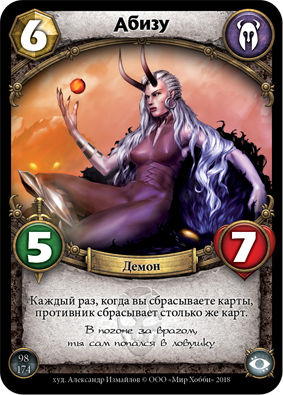 6
Абизу
5
Демон
7
Каждый раз, когда вы сбрасываете карты,
противник сбрасывает столько же карт.
В погоне за врагом,
ты сам попался в ловушку
98
174
худ. Александр Измайлов © ООО «Мир Хобби» 2018